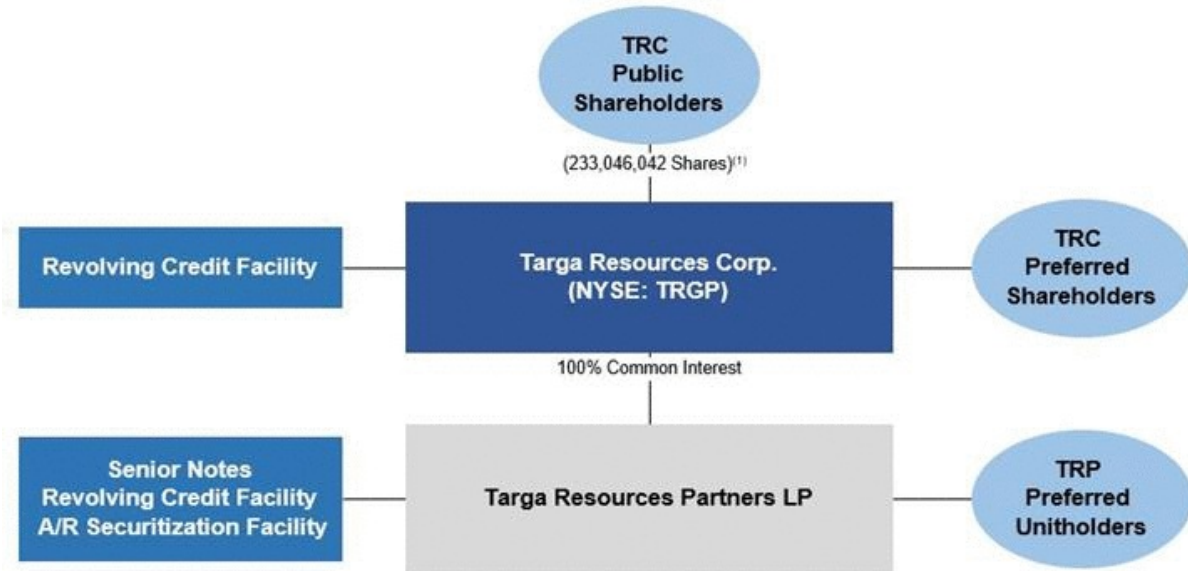 TRC
Public
Shareholders
(233,046,042 Shares)(1)
Revolving Credit Facility
Targa Resources Corp.
(NYSE: TRGP)
TRC
Preferred
Shareholders
100% Common Interest
Senior Notes
Revolving Credit Facility
A/R Securitization Facility
Targa Resources Partners LP
TRP
Preferred
Unitholders